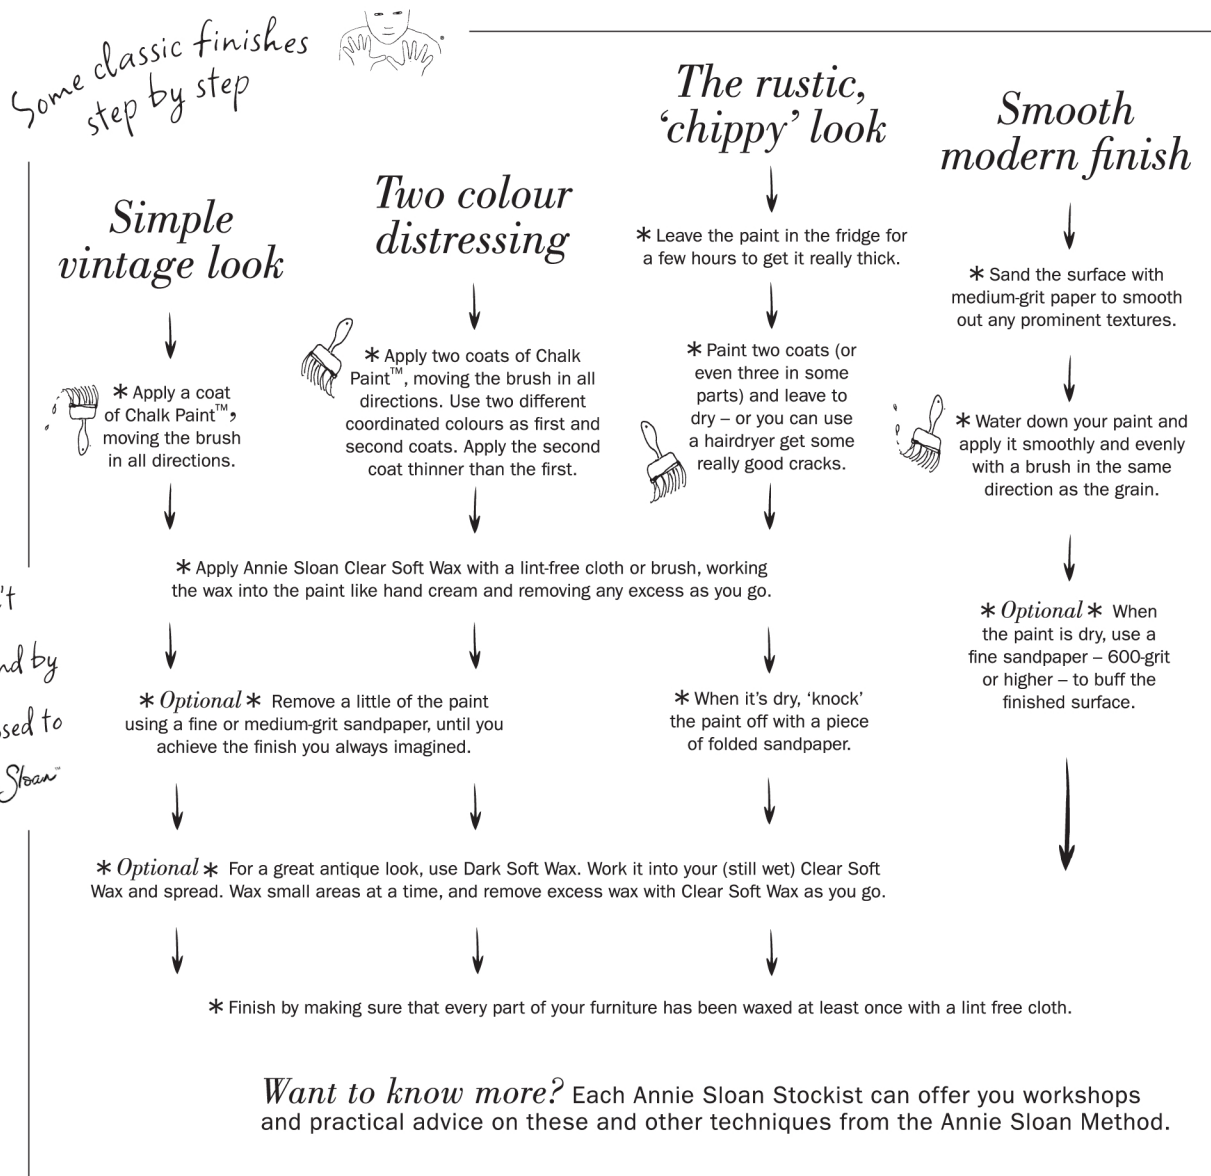 Some classic finishes
step by step
Simple
vintage look
* Apply a coat
of Chalk Paint™,
moving the brush
in all directions.
Two colour
distressing
* Apply two coats of Chalk
Paint™, moving the brush in all
directions. Use two different
coordinated colours as first and
second coats. Apply the second
coat thinner than the first.
The rustic,
‘chippy’ look
* Leave the paint in the fridge for
a few hours to get it really thick.
* Paint two coats (or
even three in some
parts) and leave to
dry – or you can use
a hairdryer get some
really good cracks.
Smooth
modern finish
* Sand the surface with
medium-grit paper to smooth
out any prominent textures.
* Water down your paint and
apply it smoothly and evenly
with a brush in the same
direction as the grain.
* Optional * When
the paint is dry, use a
fine sandpaper – 600-grit
or higher – to buff the
finished surface.
* Apply Annie Sloan Clear Soft Wax with a lint-free cloth or brush, working
the wax into the paint like hand cream and removing any excess as you go.
* Optional * Remove a little of the paint
using a fine or medium-grit sandpaper, until you
achieve the finish you always imagined.
* When it’s dry, ‘knock’
the paint off with a piece
of folded sandpaper.
* Optional * For a great antique look, use Dark Soft Wax. Work it into your (still wet) Clear Soft
Wax and spread. Wax small areas at a time, and remove excess wax with Clear Soft Wax as you go.
* Finish by making sure that every part of your furniture has been waxed at least once with a lint free cloth.
Want to know more? Each Annie Sloan Stockist can offer you workshops
and practical advice on these and other techniques from the Annie Sloan Method.
't
nd by
sed to
Sloan™